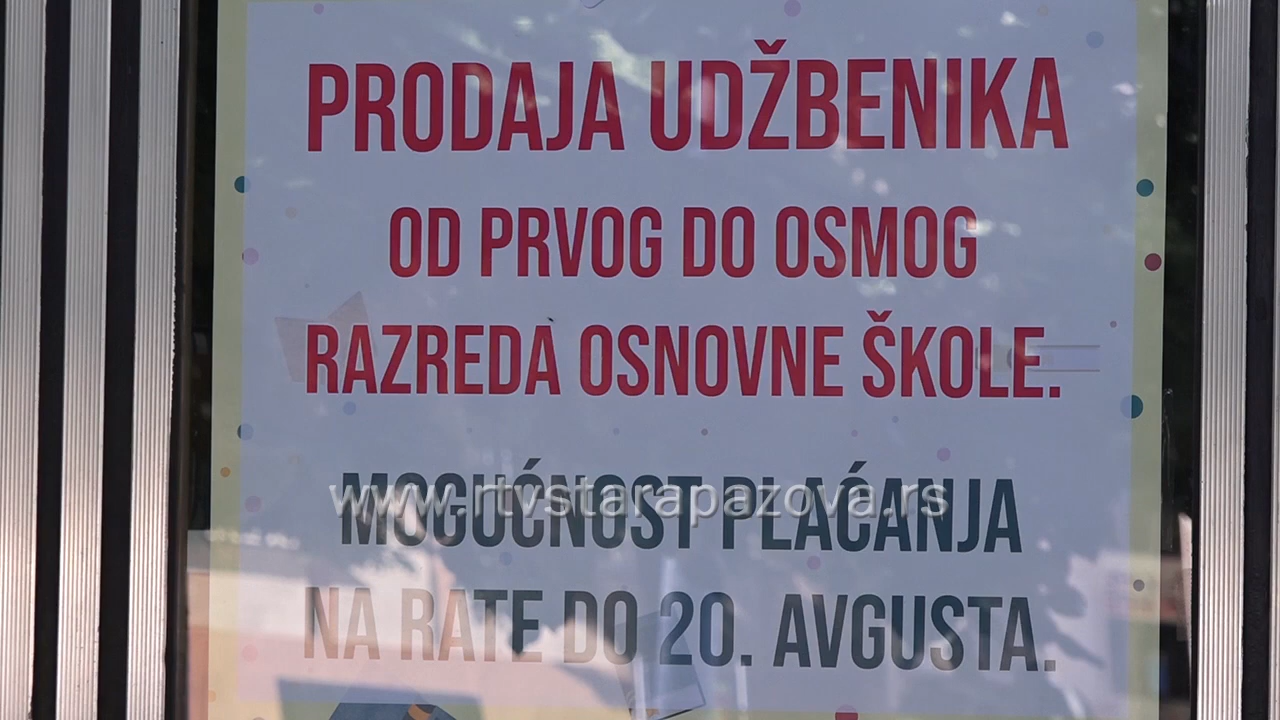 PRODAJA UDŽBENIKA
OD PRVOG DO OSMOG
RAZREDA OSNOVNE ŠKOLE.
MOGUĆNOST PLAĆANJA
www.rtvstarapazova.rs
NA RATE DO 20. AVGUSTA.